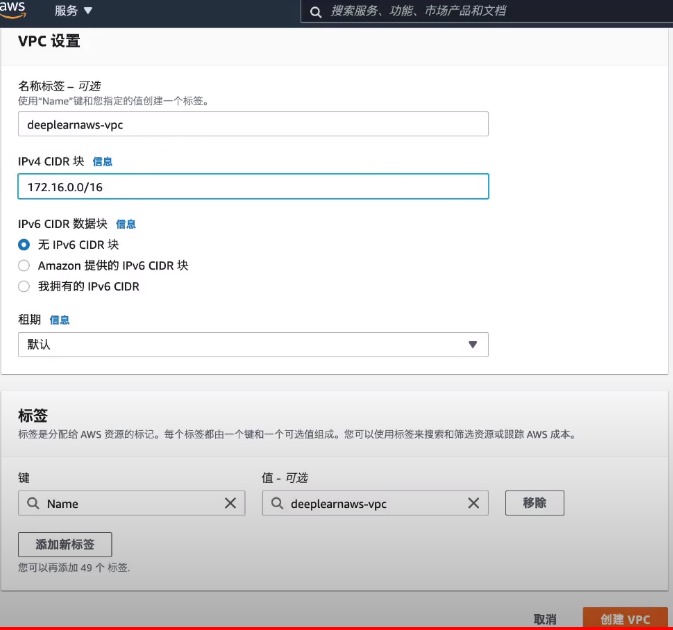 aws
服务
搜索服务、功能、市场产品和文档
VPC 设置
名称标签 – 可选
使用“Name”键和您指定的值创建一个标签。
deeplearnaws-vpc
IPv4 CIDR 块 信息
172.16.0.0/16
IPv6 CIDR 数据块 信息
无 IPv6 CIDR 块
Amazon 提供的 IPv6 CIDR 块
我拥有的 IPv6 CIDR
租期 信息
默认
标签
标签是分配给 AWS 资源的标记。每个标签都由一个键和一个可选值组成。您可以使用标签来搜索和筛选资源或跟踪 AWS 成本。
键 值 - 可选
Name deeplearnaws-vpc 移除
添加新标签
您可以再添加 49 个 标签.
取消 创建 VPC